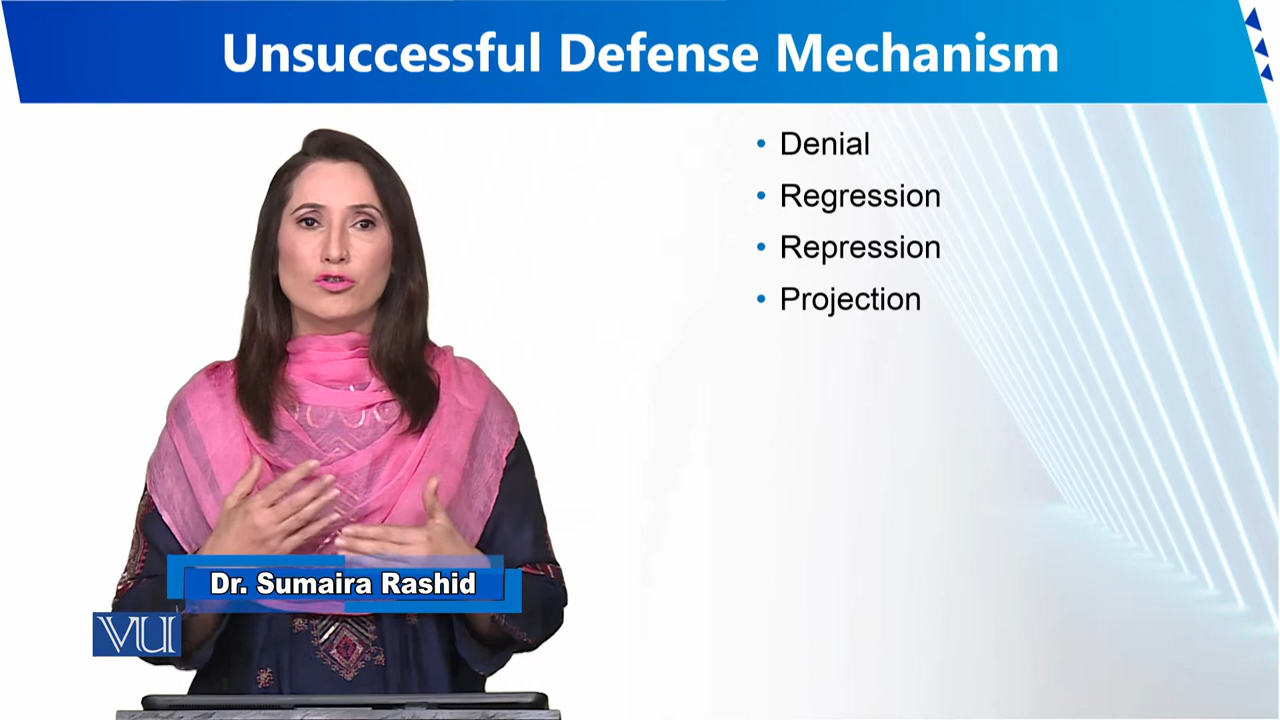 Unsuccessful Defense Mechanism
• Denial
• Regression
• Repression
• Projection
Dr. Sumaira Rashid
VU